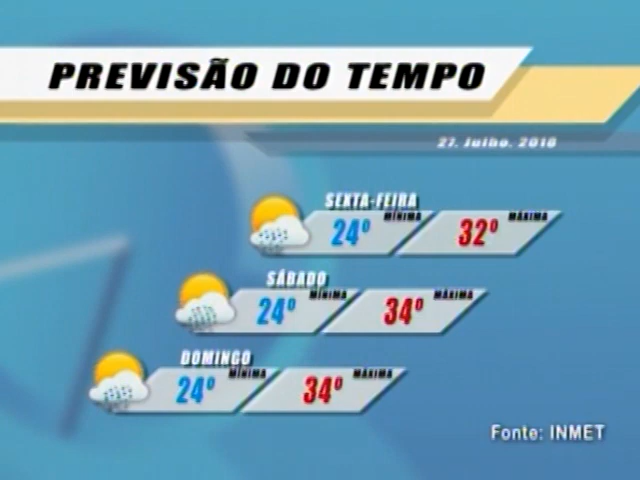 PREVISÃO DO TEMPO
27. Julho. 2018
SEXTA-FEIRA
24º MÍNIMA 32º MÁXIMA
SÁBADO
24º MÍNIMA 34º MÁXIMA
DOMINGO
24º MÍNIMA 34º MÁXIMA
Fonte: INMET